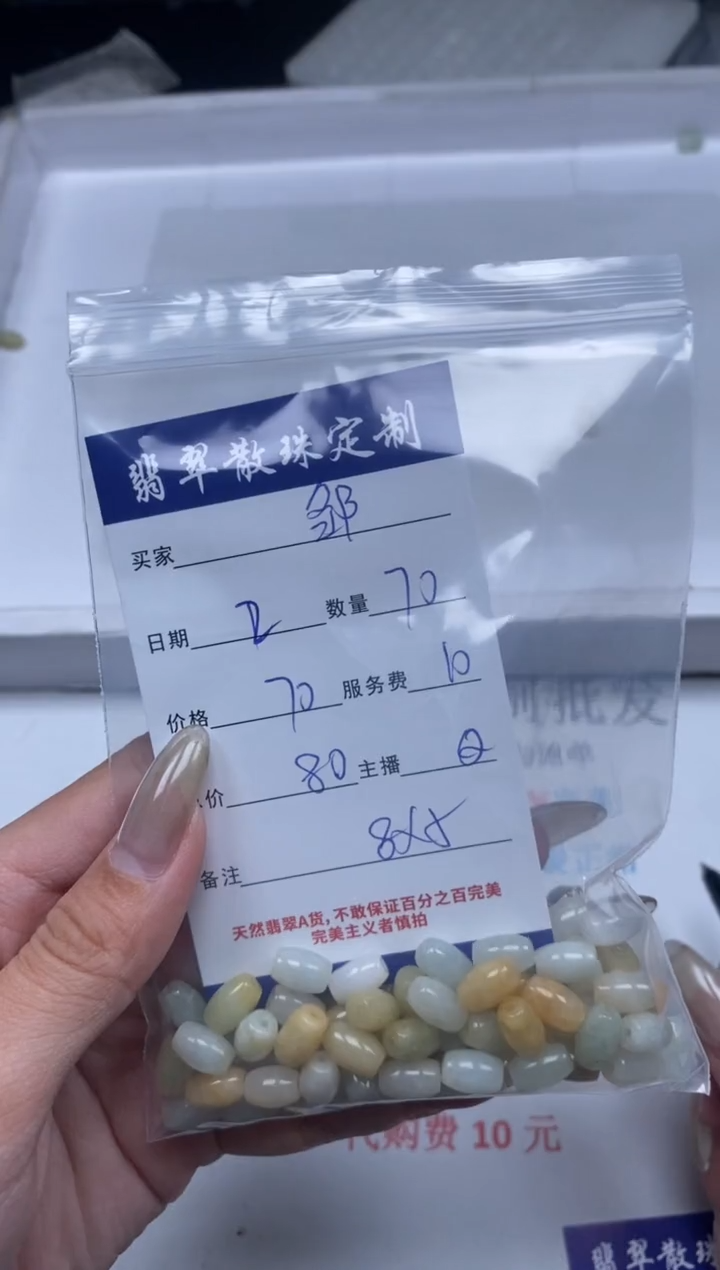 翡翠散珠定制
买家 邹
日期 数量 70
价格 70 服务费 10
价 80 主播
备注 8x5
天然翡翠A货，不敢保证百分之百完美
完美主义者慎拍
批发
代购费 10 元
翡翠散珠